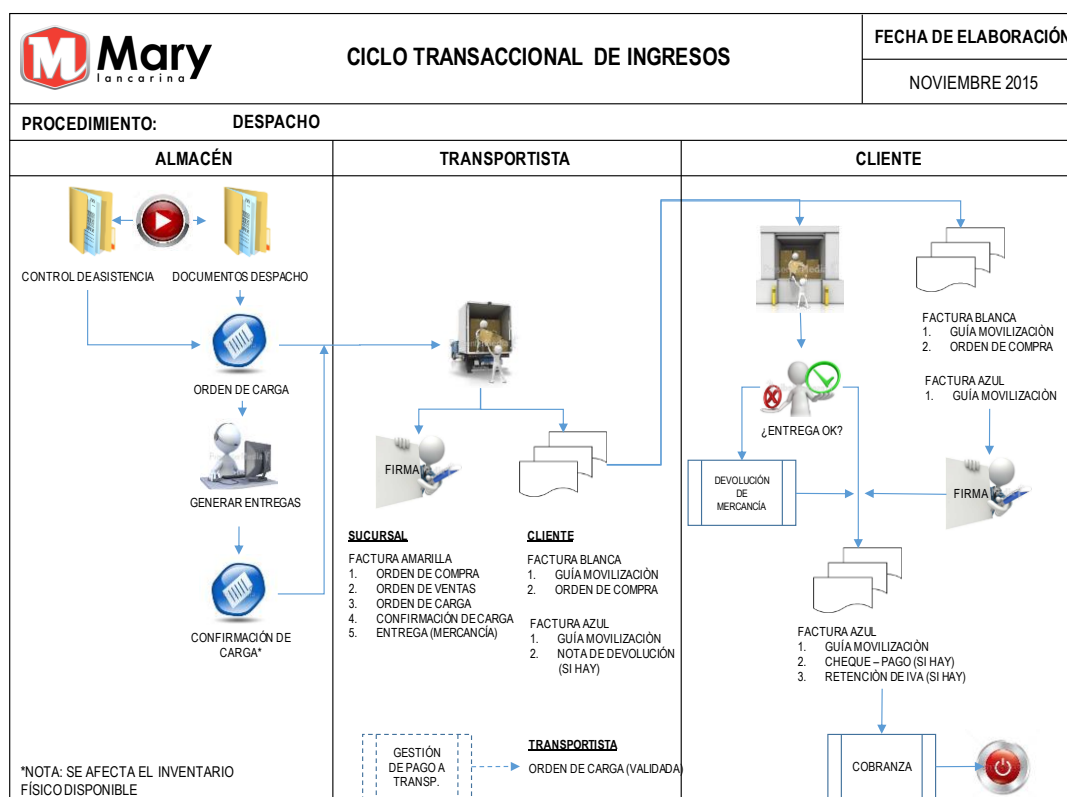 Mary
lancarina
CICLO TRANSACCIONAL DE INGRESOS
FECHA DE ELABORACIÓN
NOVIEMBRE 2015
PROCEDIMIENTO: DESPACHO
ALMACÉN
TRANSPORTISTA
CLIENTE
CONTROL DE ASISTENCIA
DOCUMENTOS DESPACHO
ORDEN DE CARGA
GENERAR ENTREGAS
CONFIRMACIÓN DE
CARGA*
*NOTA: SE AFECTA EL INVENTARIO
FÍSICO DISPONIBLE
FIRMA
SUCURSAL
FACTURA AMARILLA
1. ORDEN DE COMPRA
2. ORDEN DE VENTAS
3. ORDEN DE CARGA
4. CONFIRMACIÓN DE CARGA
5. ENTREGA (MERCANCÍA)
CLIENTE
FACTURA BLANCA
1. GUÍA MOVILIZACIÒN
2. ORDEN DE COMPRA
FACTURA AZUL
1. GUÍA MOVILIZACIÒN
2. NOTA DE DEVOLUCIÓN
(SI HAY)
GESTIÓN
DE PAGO A
TRANSP.
TRANSPORTISTA
ORDEN DE CARGA (VALIDADA)
FACTURA BLANCA
1. GUÍA MOVILIZACIÒN
2. ORDEN DE COMPRA
FACTURA AZUL
1. GUÍA MOVILIZACIÒN
¿ENTREGA OK?
DEVOLUCIÓN
DE
MERCANCÍA
FIRMA
FACTURA AZUL
1. GUÍA MOVILIZACIÒN
2. CHEQUE – PAGO (SI HAY)
3. RETENCIÒN DE IVA (SI HAY)
COBRANZA